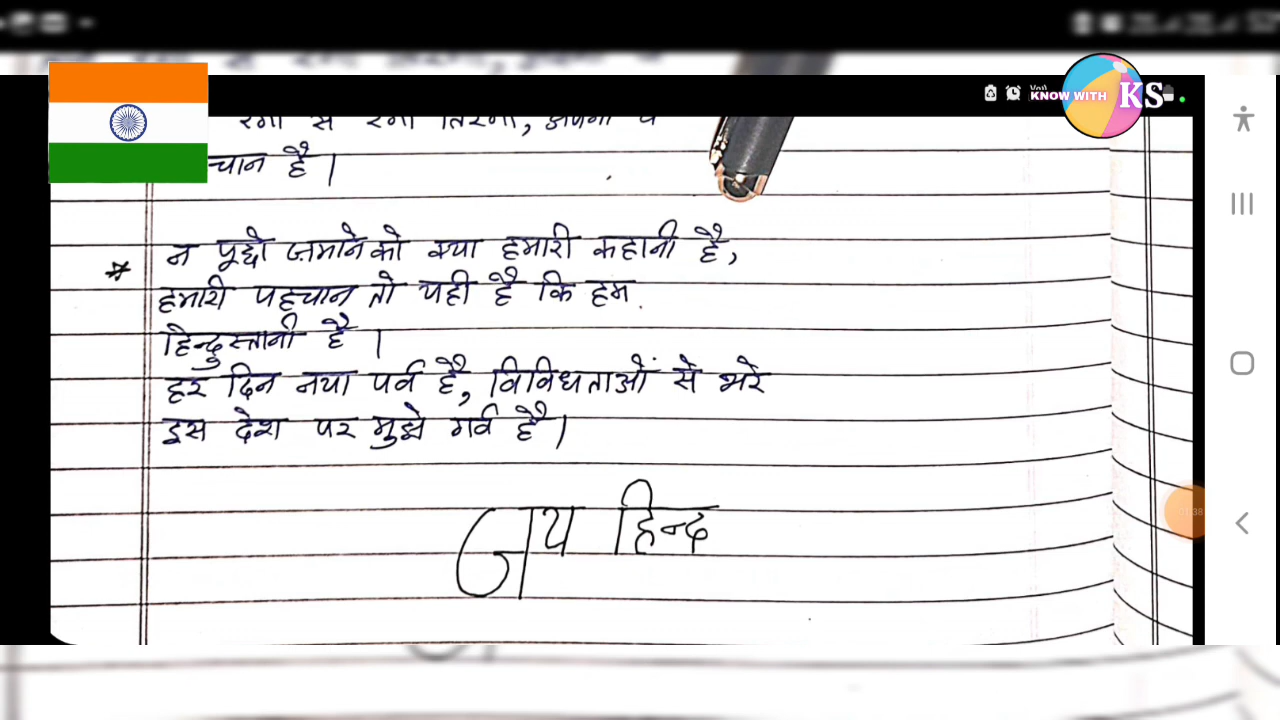 KNOW WITH KS
चान है।
न पूछो जमाने को क्या हमारी कहानी है,
* हमारी पहचान तो यही है कि हम
हिन्दुस्तानी है।
हर दिन नया पर्व है, विविधताओं से भरे
इस देश पर मुझे गर्व है।
जय हिन्द